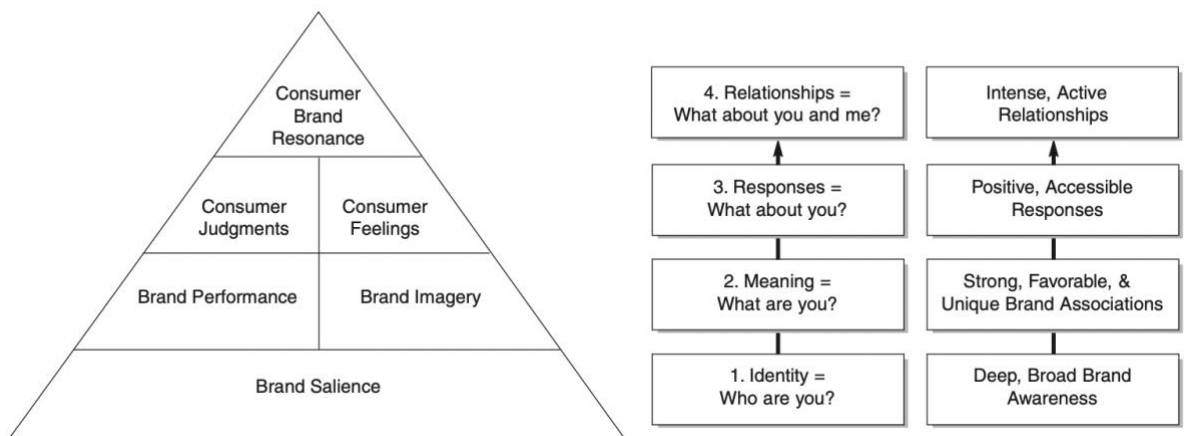 Consumer
Brand
Resonance
Consumer
Judgments
Consumer
Feelings
Brand Performance
Brand Imagery
Brand Salience
4. Relationships =
What about you and me?
Intense, Active
Relationships
3. Responses =
What about you?
Positive, Accessible
Responses
2. Meaning =
What are you?
Strong, Favorable, &
Unique Brand Associations
1. Identity =
Who are you?
Deep, Broad Brand
Awareness